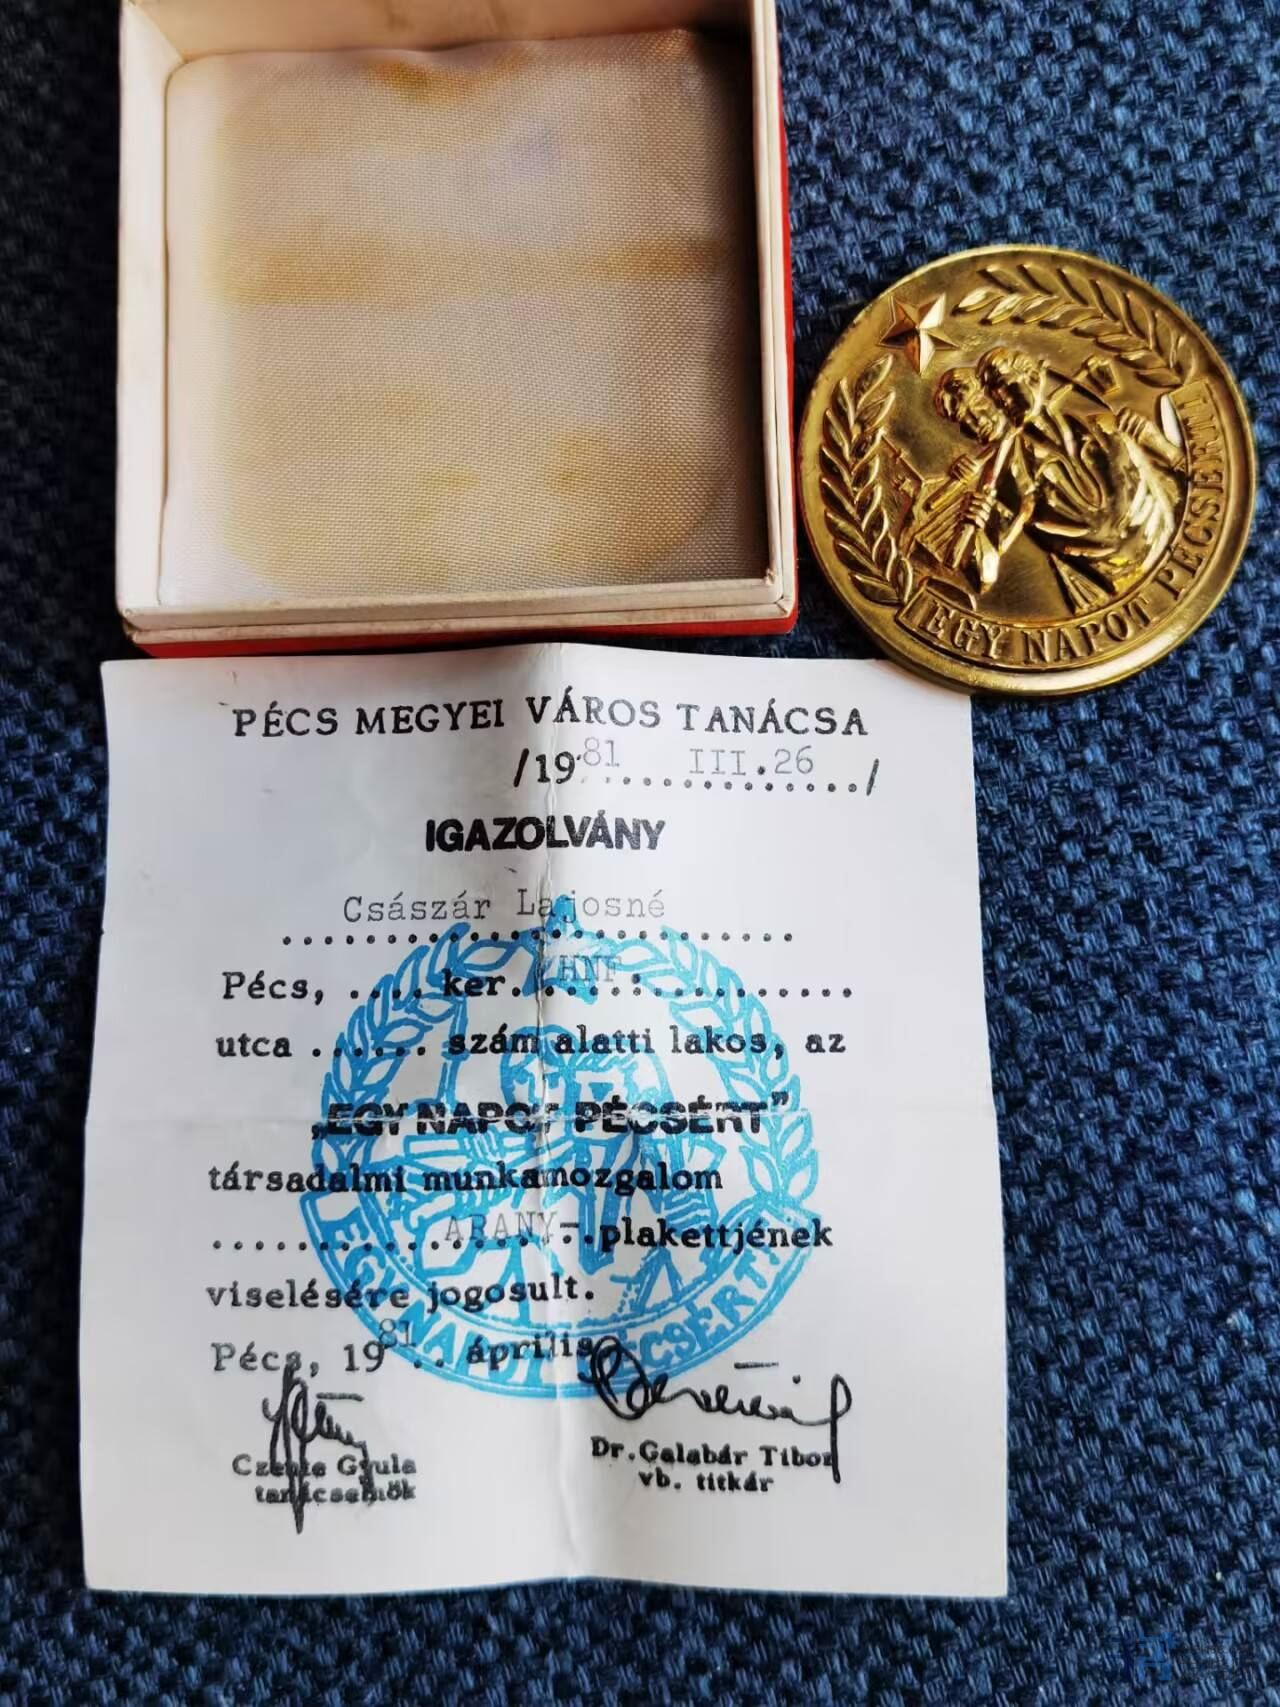 EGY NAPOT PÉCSÉRT
PÉCS MEGYEI VÁROS TANÁCSA
/1981 III.26/
IGAZOLVÁNY
Császár Lajosné
Pécs, .... ker. HNF.
utca ...... szám alatti lakos, az
„EGY NAPOT PÉCSÉRT”
társadalmi munkamozgalom
ARANY- plakettjének
viselésére jogosult.
Pécs, 1981.. április
EGY NAPOT PÉCSÉRT
Gyula
tanácselnök
Dr. Galabár Tibor
vb. titkár